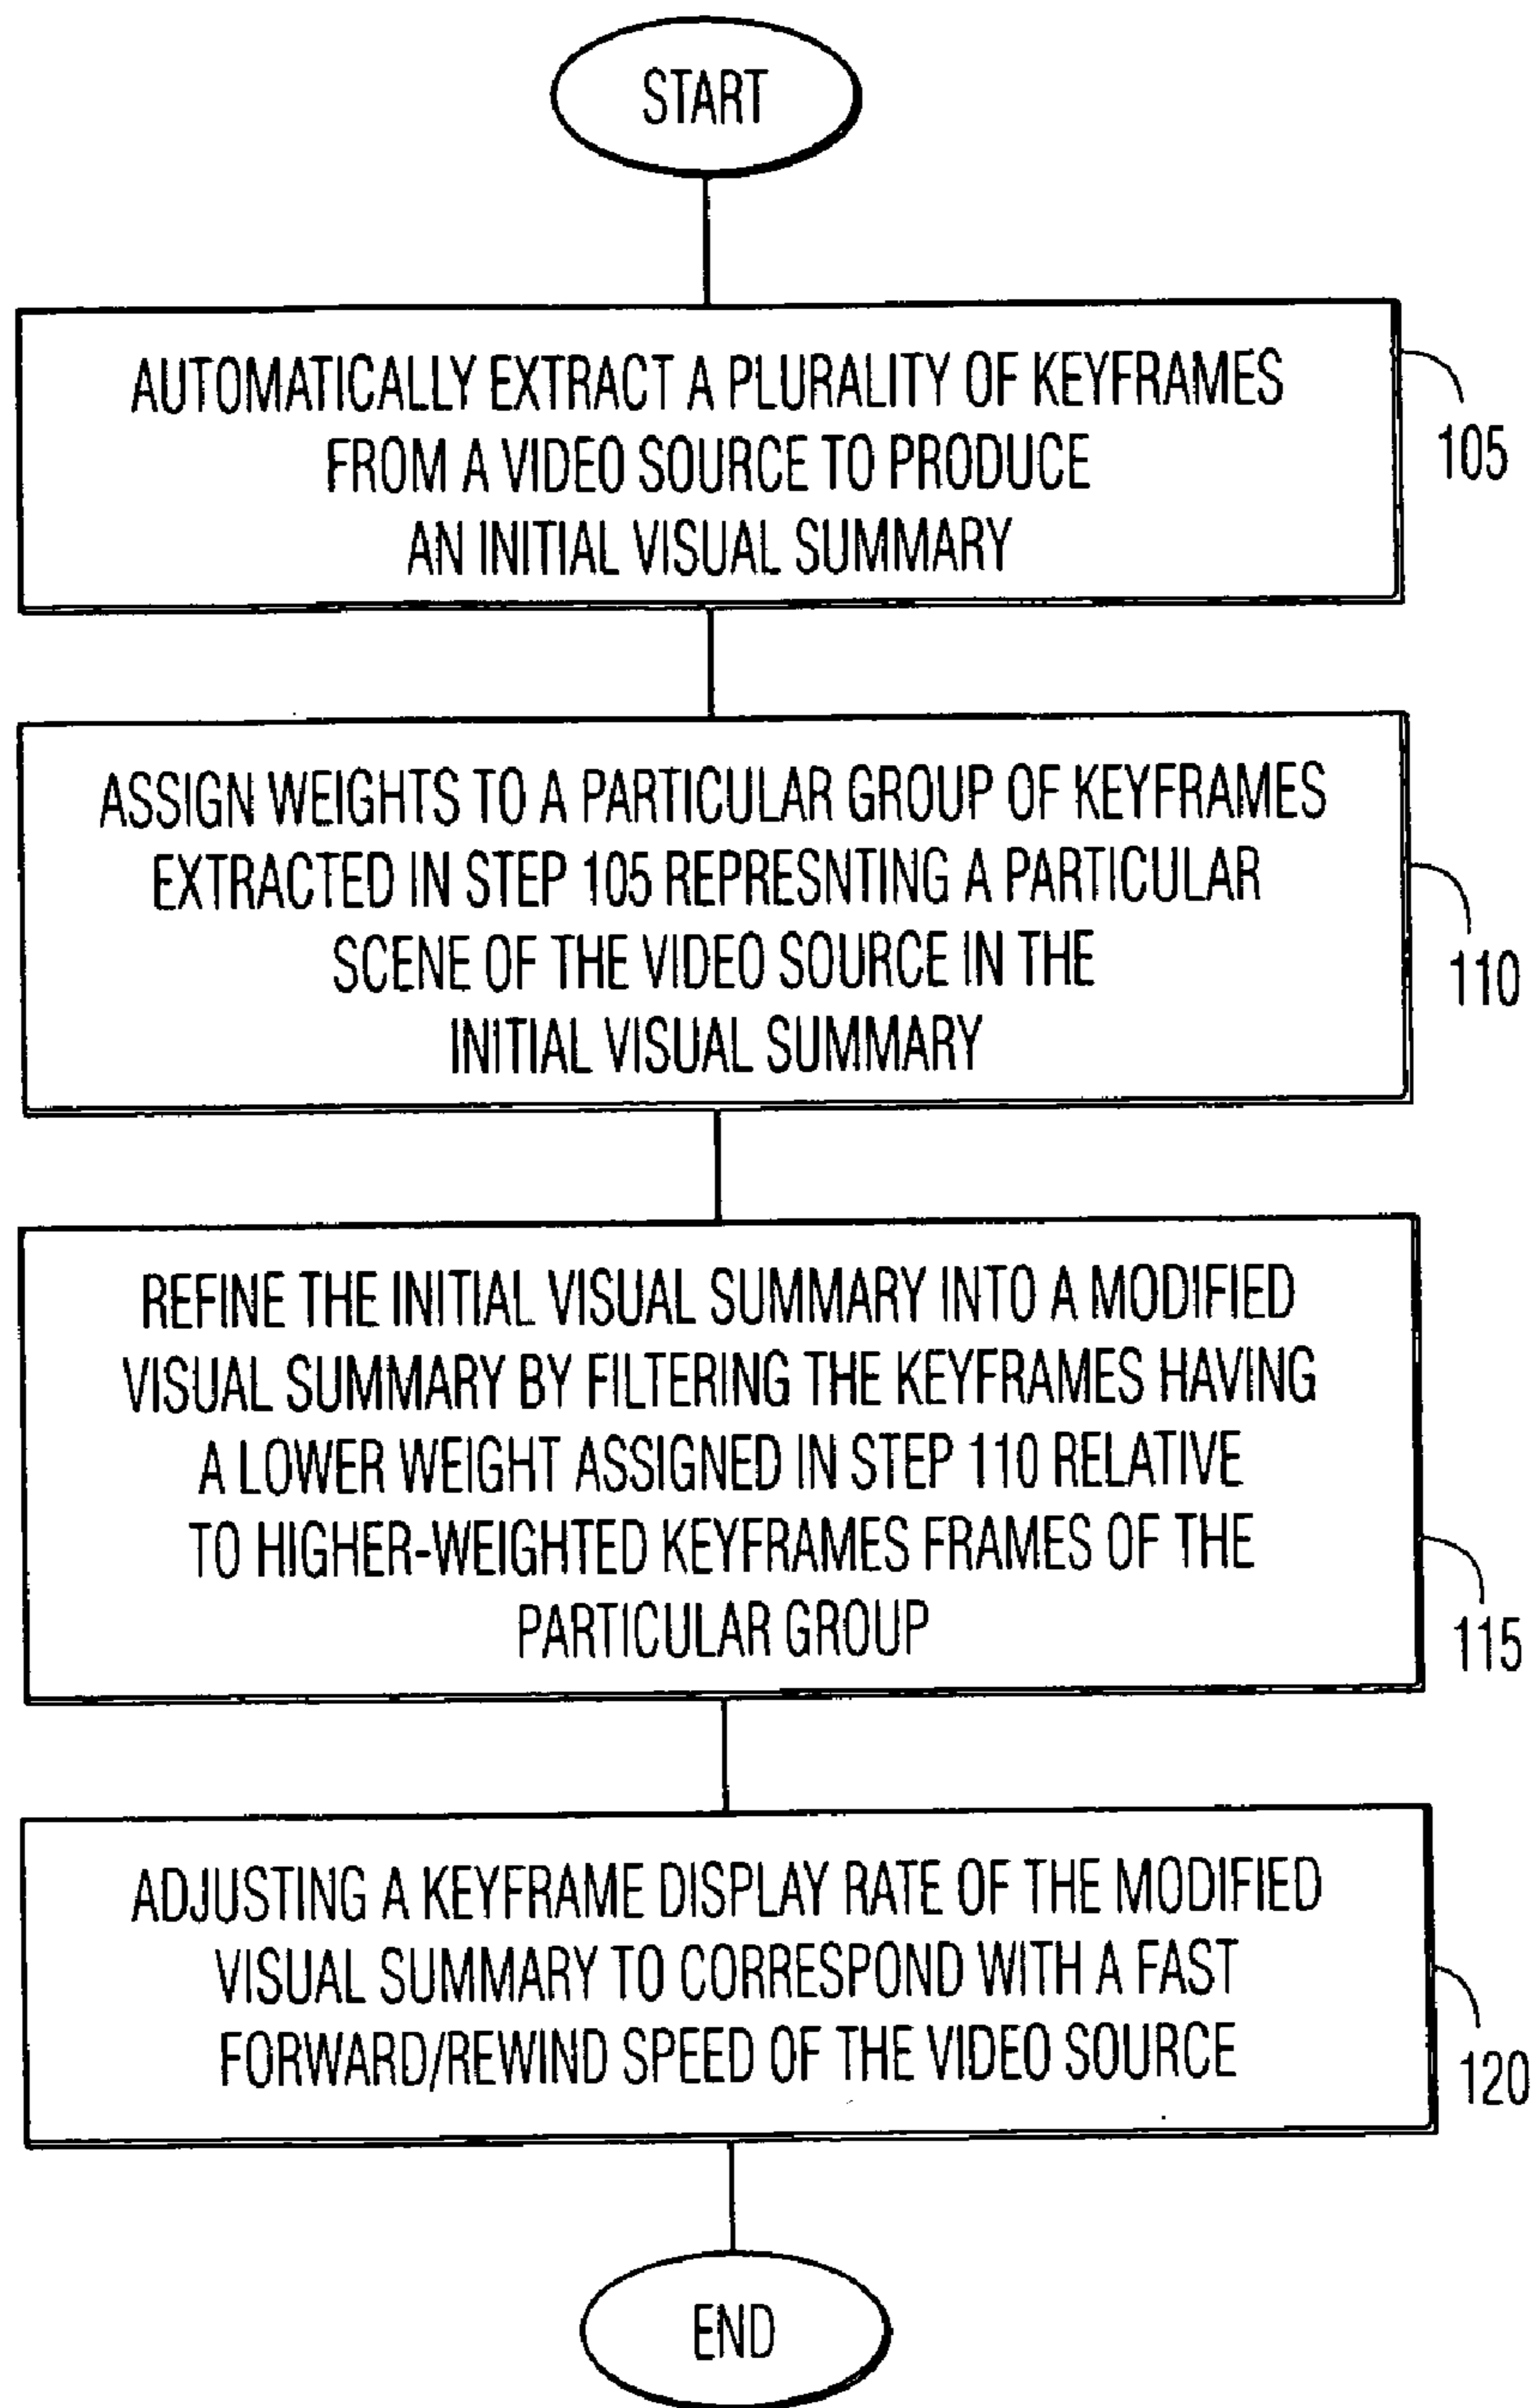 START
AUTOMATICALLY EXTRACT A PLURALITY OF KEYFRAMES
FROM A VIDEO SOURCE TO PRODUCE
AN INITIAL VISUAL SUMMARY
105
ASSIGN WEIGHTS TO A PARTICULAR GROUP OF KEYFRAMES
EXTRACTED IN STEP 105 REPRESNTING A PARTICULAR
SCENE OF THE VIDEO SOURCE IN THE
INITIAL VISUAL SUMMARY
110
REFINE THE INITIAL VISUAL SUMMARY INTO A MODIFIED
VISUAL SUMMARY BY FILTERING THE KEYFRAMES HAVING
A LOWER WEIGHT ASSIGNED IN STEP 110 RELATIVE
TO HIGHER-WEIGHTED KEYFRAMES FRAMES OF THE
PARTICULAR GROUP
115
ADJUSTING A KEYFRAME DISPLAY RATE OF THE MODIFIED
VISUAL SUMMARY TO CORRESPOND WITH A FAST
FORWARD/REWIND SPEED OF THE VIDEO SOURCE
120
END